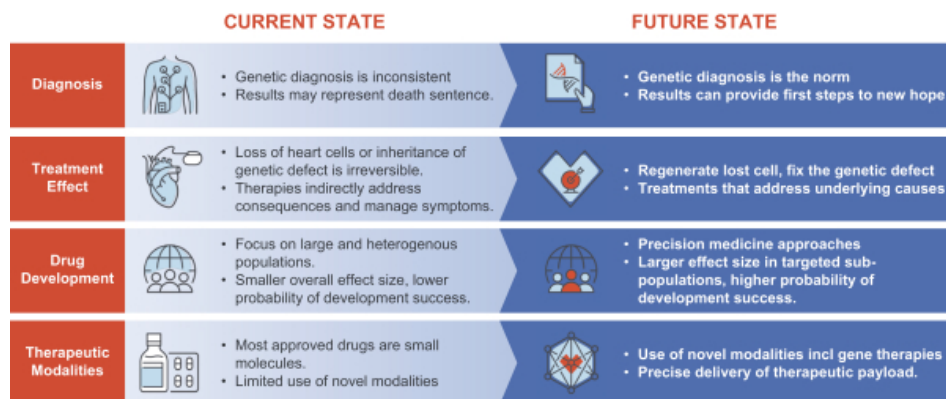 CURRENT STATE
FUTURE STATE
Diagnosis
• Genetic diagnosis is inconsistent
• Results may represent death sentence.
• Genetic diagnosis is the norm
• Results can provide first steps to new hope
Treatment
Effect
• Loss of heart cells or inheritance of
genetic defect is irreversible.
• Therapies indirectly address
consequences and manage symptoms.
• Regenerate lost cell, fix the genetic defect
• Treatments that address underlying causes
Drug
Development
• Focus on large and heterogenous
populations.
• Smaller overall effect size, lower
probability of development success.
• Precision medicine approaches
• Larger effect size in targeted sub-
populations, higher probability of
development success.
Therapeutic
Modalities
• Most approved drugs are small
molecules.
• Limited use of novel modalities
• Use of novel modalities incl gene therapies
• Precise delivery of therapeutic payload.